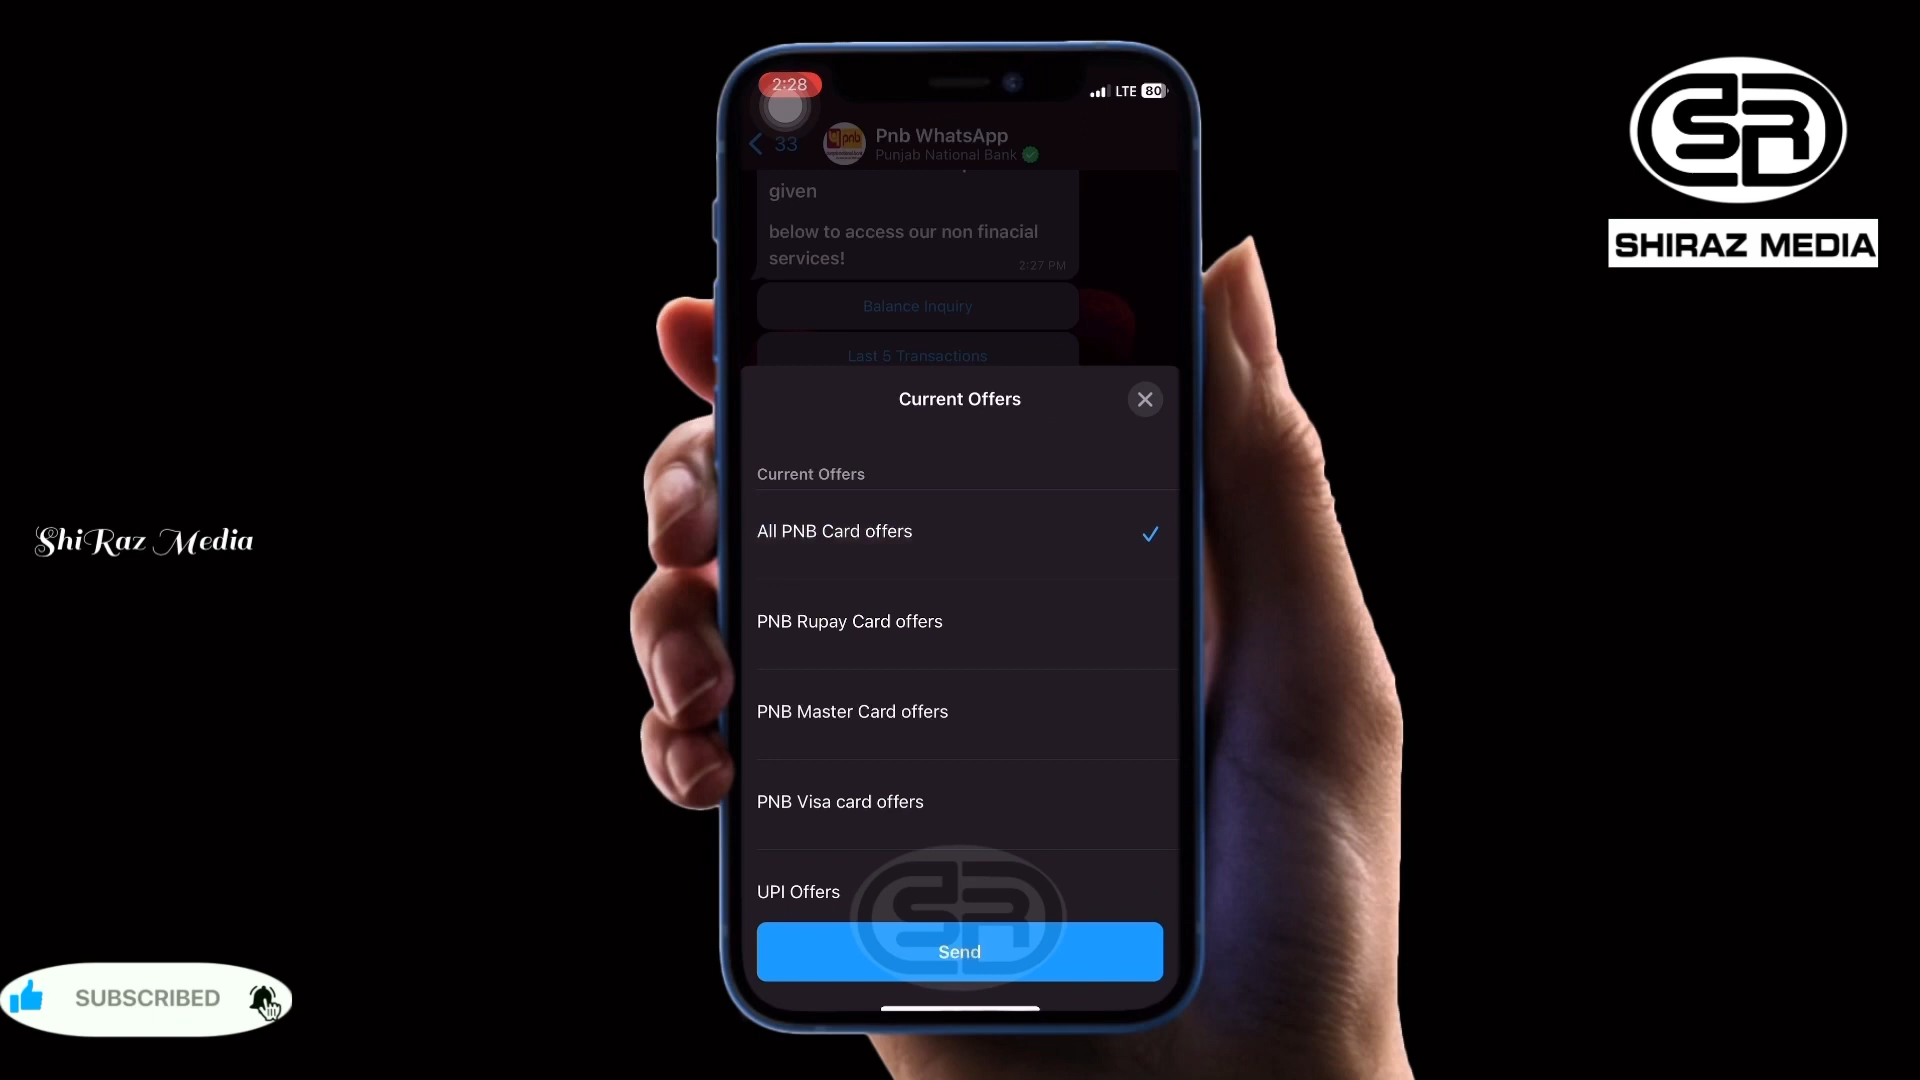 2:28
LTE 80
33
Pnb WhatsApp
Punjab National Bank
pnb
given
below to access our non finacial
services!
2:27 PM
Balance Inquiry
Last 5 Transactions
Current Offers
Current Offers
All PNB Card offers
PNB Rupay Card offers
PNB Master Card offers
PNB Visa card offers
UPI Offers
Send
SR
SHIRAZ MEDIA
ShiRaz Media
SUBSCRIBED